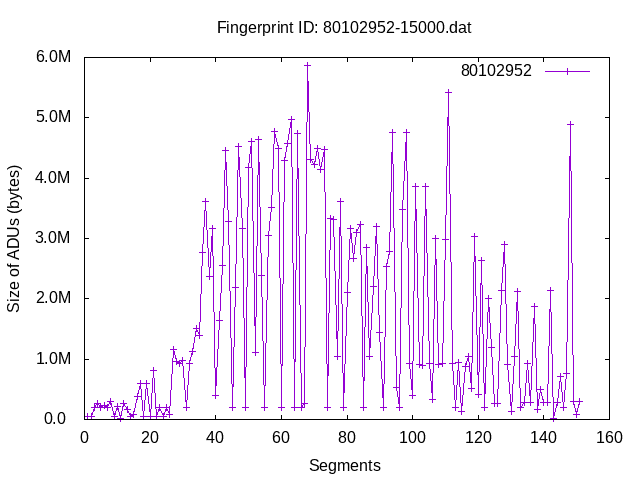 Fingerprint ID: 80102952-15000.dat
80102952
6.0M
5.0M
4.0M
3.0M
2.0M
1.0M
0.0
Size of ADUs (bytes)
0 20 40 60 80 100 120 140 160
Segments